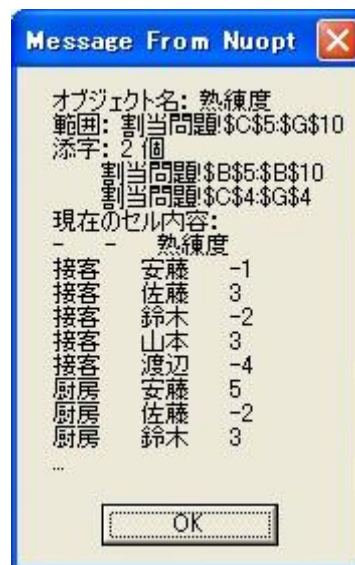 Message From Nuopt
オブジェクト名: 熟練度
範囲: 割当問題!$C$5:$G$10
添字: 2 個
割当問題!$B$5:$B$10
割当問題!$C$4:$G$4
現在のセル内容:
- - 熟練度
接客 安藤 -1
接客 佐藤 3
接客 鈴木 -2
接客 山本 3
接客 渡辺 -4
厨房 安藤 5
厨房 佐藤 -2
厨房 鈴木 3
...
OK